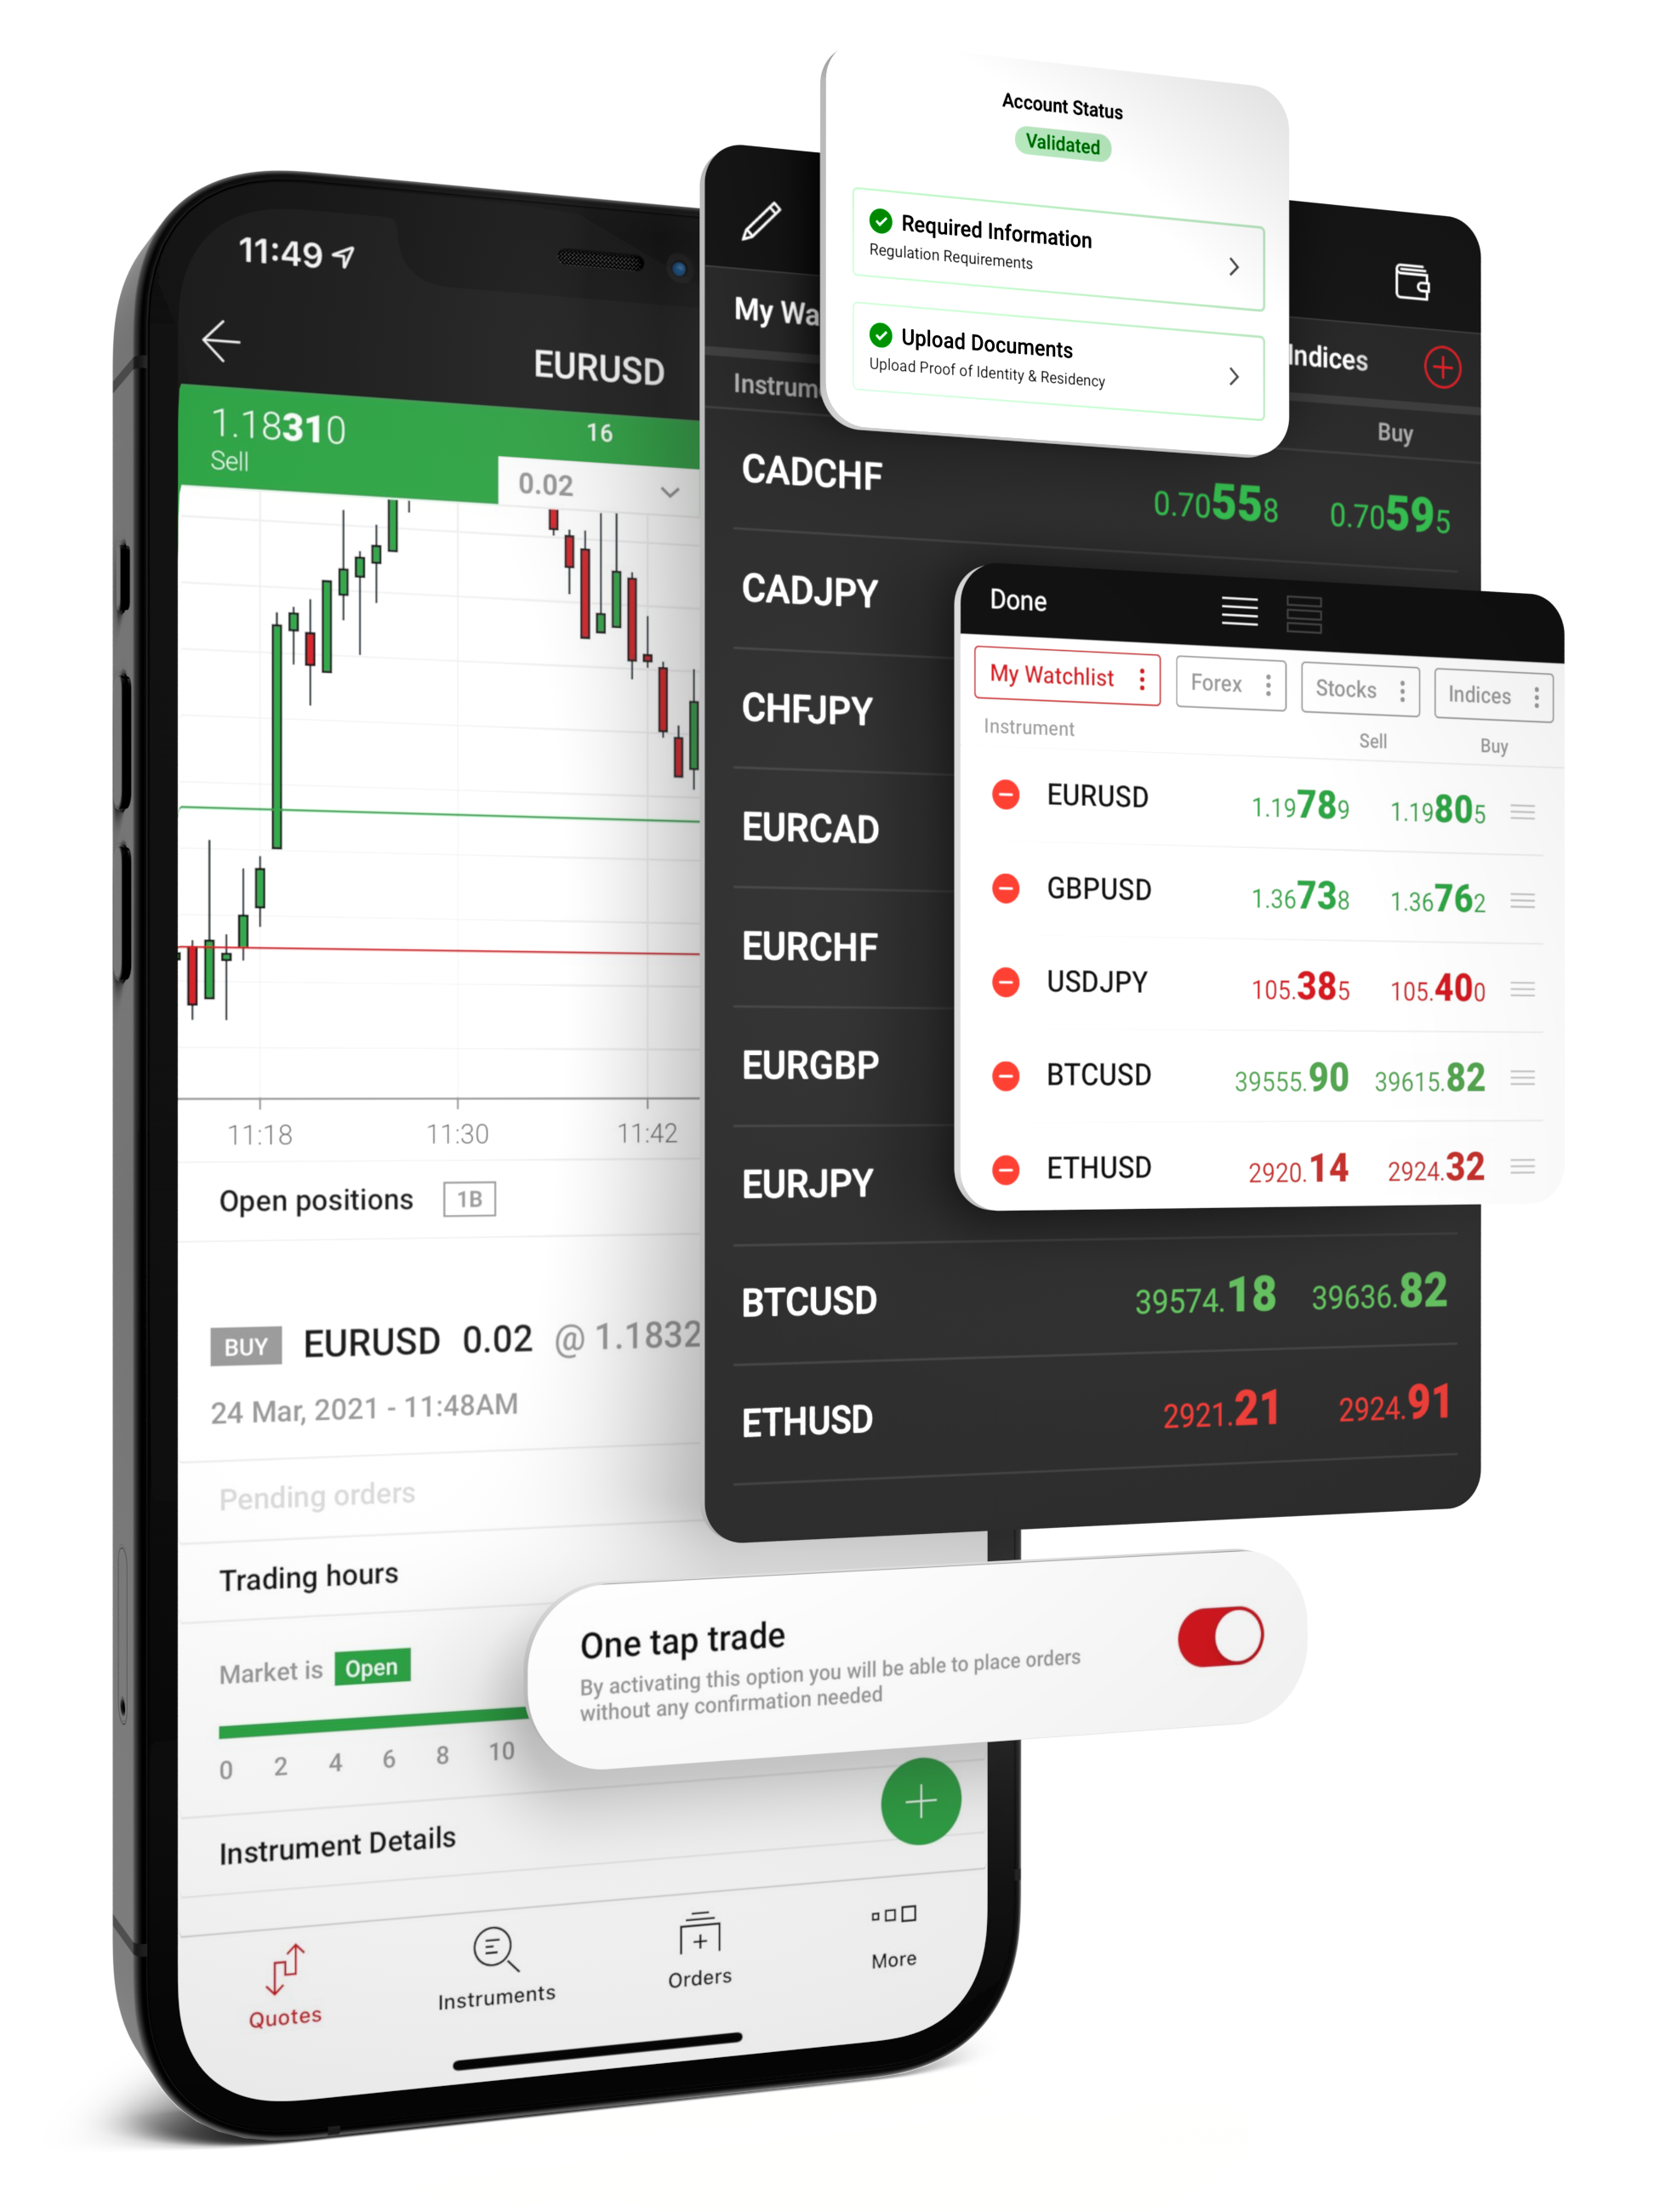 Account Status
Validated
Required Information
Regulation Requirements
Upload Documents
Upload Proof of Identity & Residency
11:49
EURUSD
1.18310
Sell
16
0.02
11:18 11:30 11:42
Open positions 1B
BUY EURUSD 0.02 @ 1.1832
24 Mar, 2021 - 11:48AM
Pending orders
Trading hours
Market is Open
0 2 4 6 8 10
Instrument Details
Quotes Instruments Orders More
My
Indices
Buy
CADCHF 0.70558 0.70595
CADJPY
CHFJPY
EURCAD
EURCHF
EURGBP
EURJPY
BTCUSD 39574.18 39636.82
ETHUSD 2921.21 2924.91
Done
My Watchlist Forex Stocks Indices
Instrument Sell Buy
EURUSD 1.19789 1.19805
GBPUSD 1.36738 1.36762
USDJPY 105.385 105.400
BTCUSD 39555.90 39615.82
ETHUSD 2920.14 2924.32
One tap trade
By activating this option you will be able to place orders
without any confirmation needed